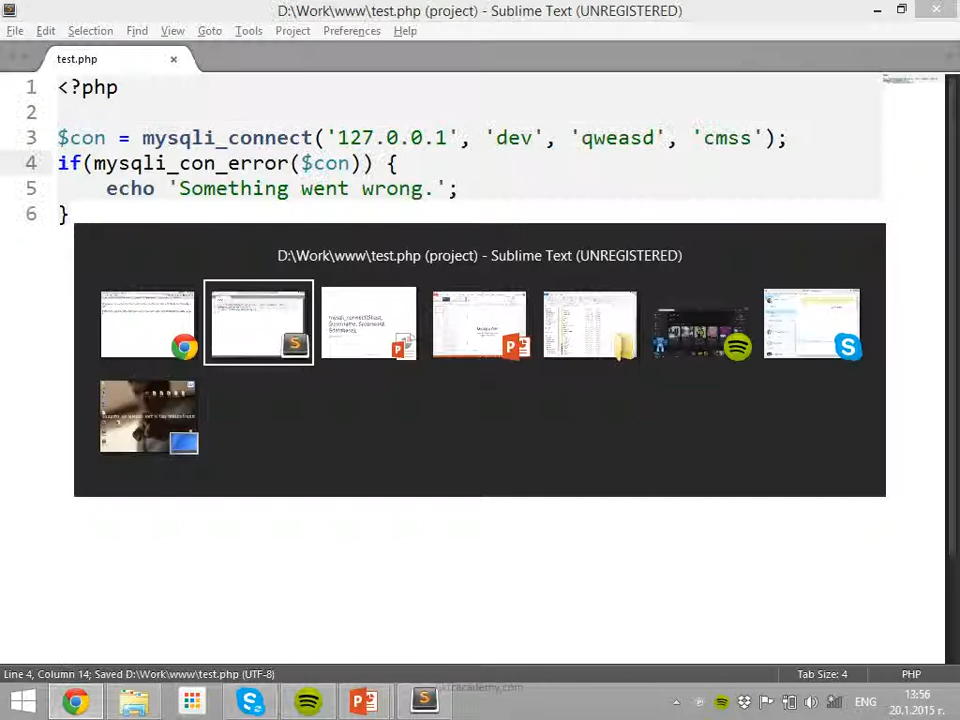 D:\Work\www\test.php (project) - Sublime Text (UNREGISTERED)
File Edit Selection Find View Goto Tools Project Preferences Help
test.php
1 <?php
2
3 $con = mysqli_connect('127.0.0.1', 'dev', 'qweasd', 'cmss');
4 if(mysqli_con_error($con)) {
5 echo 'Something went wrong.';
6 }
D:\Work\www\test.php (project) - Sublime Text (UNREGISTERED)
Line 4, Column 14; Saved D:\Work\www\test.php (UTF-8)
Tab Size: 4
PHP
ЕНГ
13:56
20.1.2015 г.